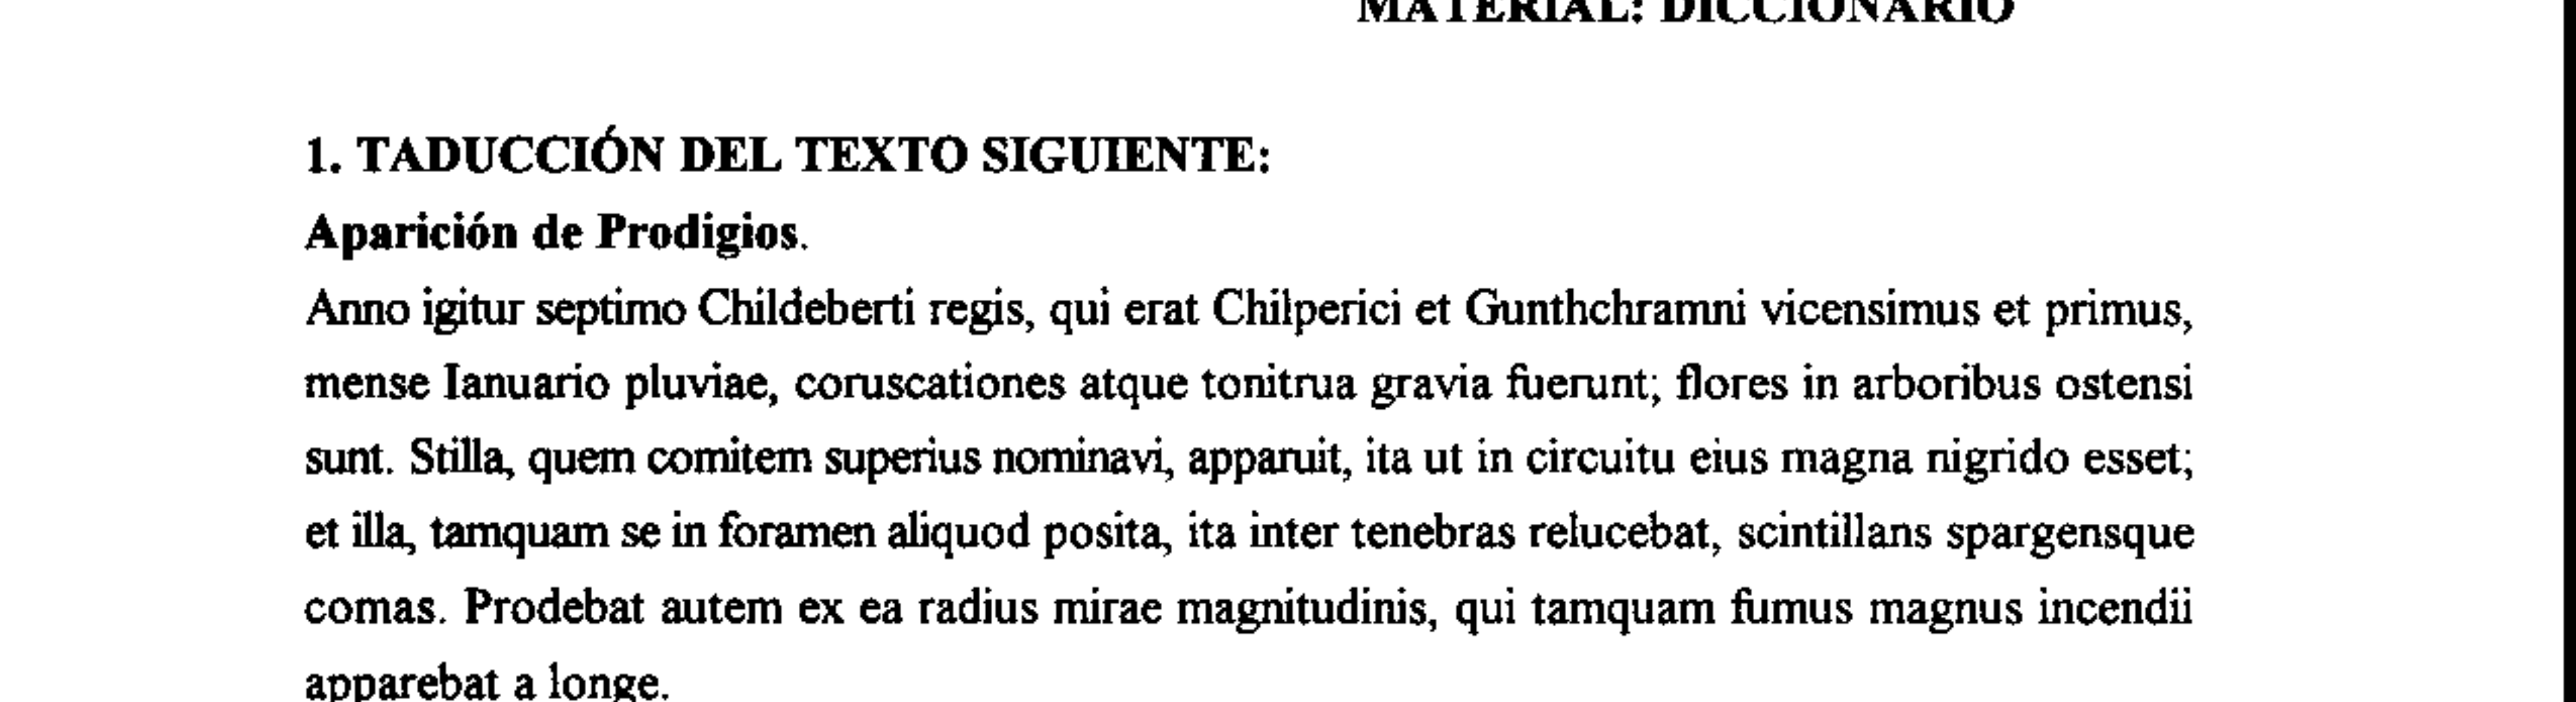 MATERIAL: DICCIONARIO
1. TADUCCIÓN DEL TEXTO SIGUIENTE:
Aparición de Prodigios.
Anno igitur septimo Childeberti regis, qui erat Chilperici et Gunthchramni vicensimus et primus,
mense Ianuario pluviae, coruscationes atque tonitrua gravia fuerunt; flores in arboribus ostensi
sunt. Stilla, quem comitem superius nominavi, apparuit, ita ut in circuitu eius magna nigrido esset;
et illa, tamquam se in foramen aliquod posita, ita inter tenebras relucebat, scintillans spargensque
comas. Prodebat autem ex ea radius mirae magnitudinis, qui tamquam fumus magnus incendii
apparebat a longe.